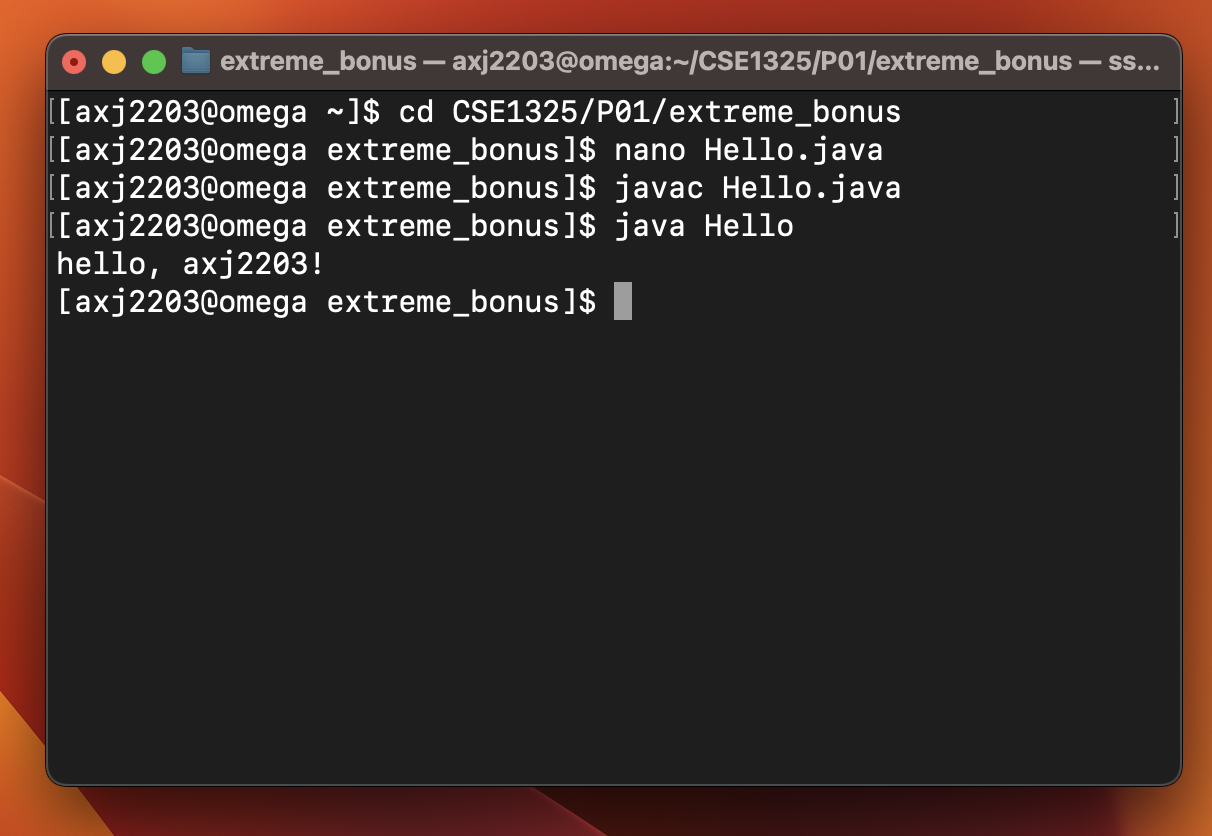 extreme_bonus — axj2203@omega:~/CSE1325/P01/extreme_bonus — ss...
[[axj2203@omega ~]$ cd CSE1325/P01/extreme_bonus ]
[[axj2203@omega extreme_bonus]$ nano Hello.java ]
[[axj2203@omega extreme_bonus]$ javac Hello.java ]
[[axj2203@omega extreme_bonus]$ java Hello ]
hello, axj2203!
[axj2203@omega extreme_bonus]$